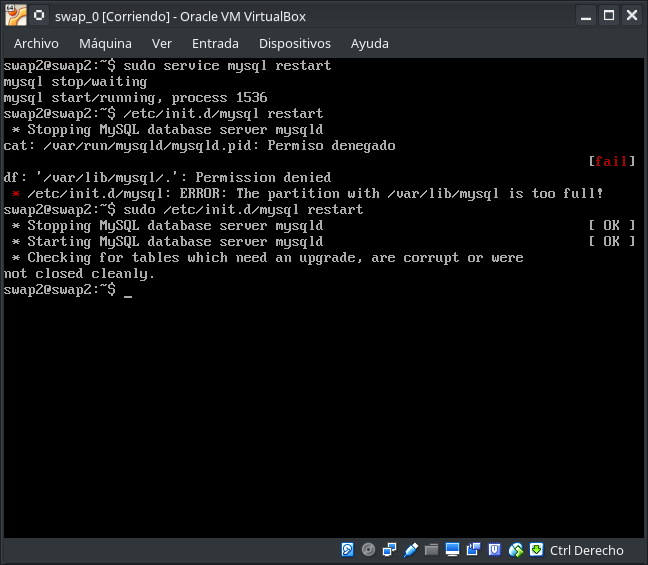 swap_0 [Corriendo] - Oracle VM VirtualBox
Archivo Máquina Ver Entrada Dispositivos Ayuda
swap2@swap2:~$ sudo service mysql restart
mysql stop/waiting
mysql start/running, process 1536
swap2@swap2:~$ /etc/init.d/mysql restart
* Stopping MySQL database server mysqld
cat: /var/run/mysqld/mysqld.pid: Permiso denegado
[fail]
df: '/var/lib/mysql/.': Permission denied
* /etc/init.d/mysql: ERROR: The partition with /var/lib/mysql is too full!
swap2@swap2:~$ sudo /etc/init.d/mysql restart
* Stopping MySQL database server mysqld [ OK ]
* Starting MySQL database server mysqld [ OK ]
* Checking for tables which need an upgrade, are corrupt or were
not closed cleanly.
swap2@swap2:~$ _
Ctrl Derecho